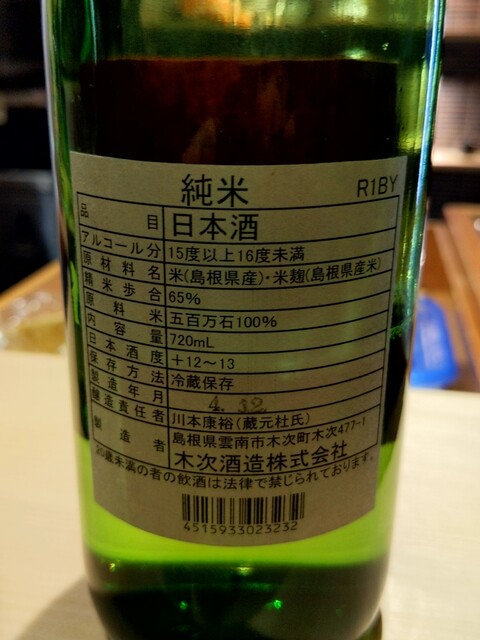 純米 R1BY
品目 日本酒
アルコール分 15度以上16度未満
原材料名 米(島根県産)・米麹(島根県産米)
精米歩合 65%
原料米 五百万石100%
内容量 720mL
日本酒度 +12~13
保存方法 冷蔵保存
製造年月 4.12
醸造責任者 川本康裕(蔵元杜氏)
製造者 島根県雲南市木次町木次477-1
木次酒造株式会社
20歳未満の者の飲酒は法律で禁じられております。
4515933023232